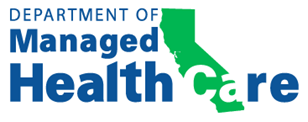 DEPARTMENT OF
Managed
Health Care